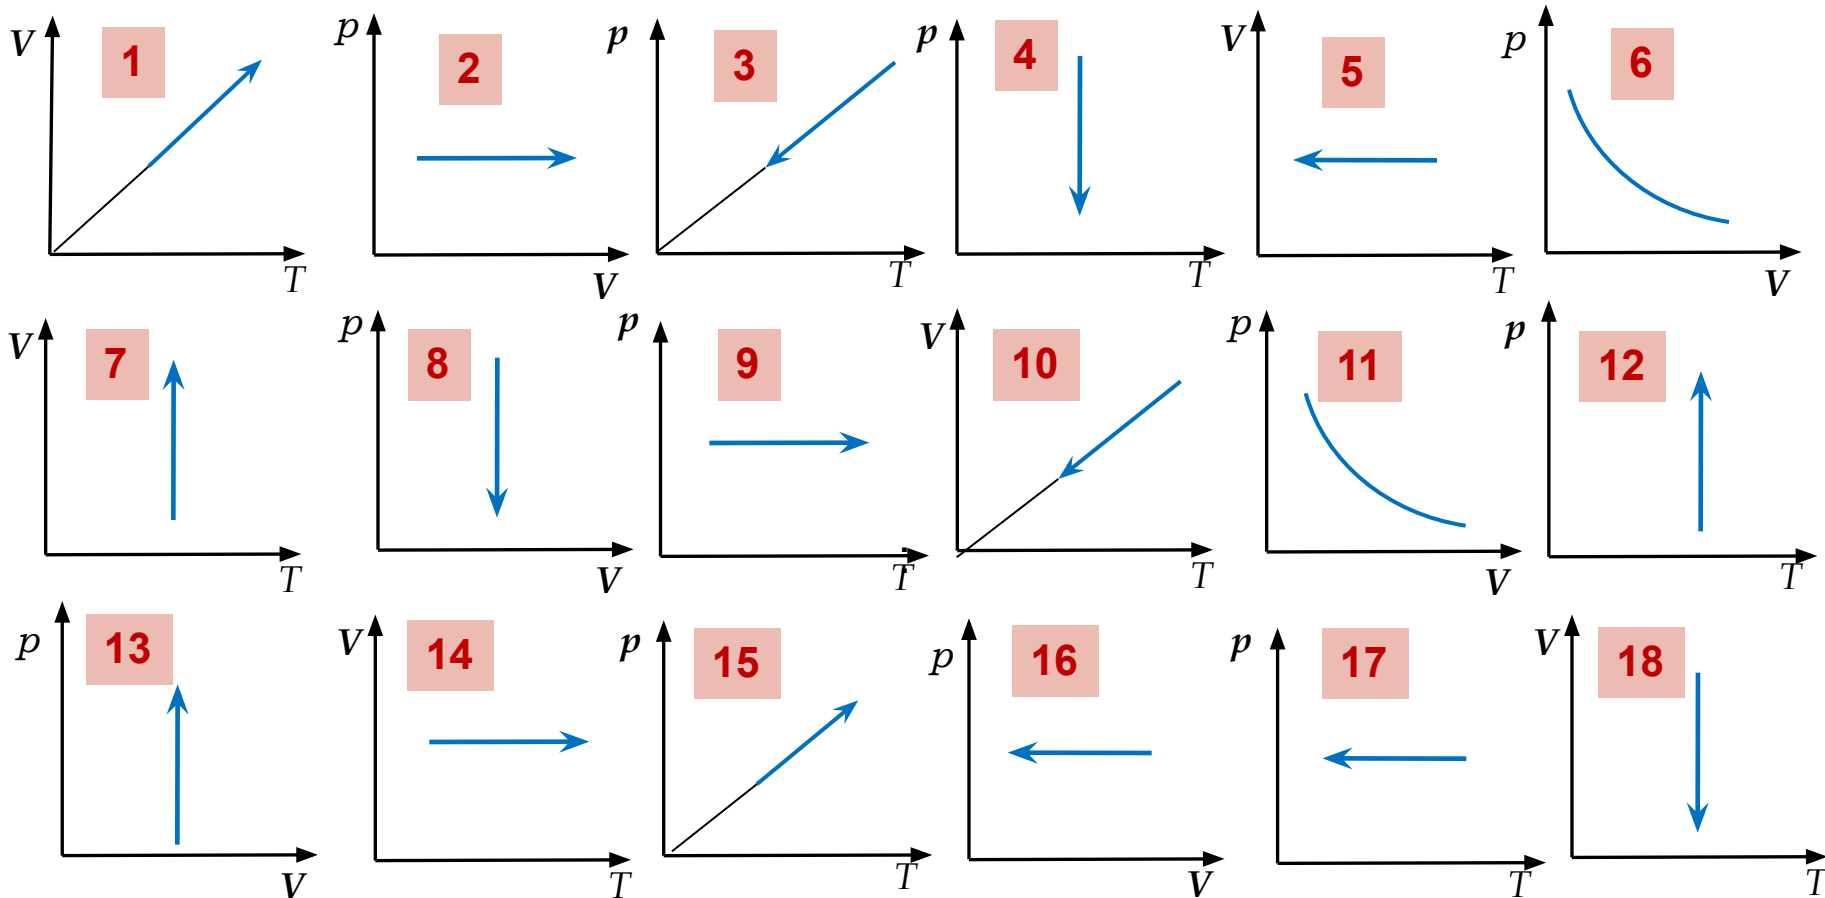 V 1 T
p 2 V
p 3 T
p 4 T
V 5 T
p 6 V
V 7 T
p 8 V
p 9 T
V 10 T
p 11 V
p 12 T
p 13 V
V 14 T
p 15 T
p 16 V
p 17 T
V 18 T